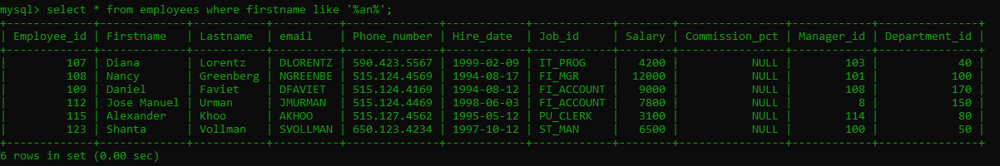 mysql> select * from employees where firstname like '%an%';
+-------------+-------------+-----------+----------+--------------+------------+------------+--------+----------------+------------+---------------+
| Employee_id | Firstname   | Lastname  | email    | Phone_number | Hire_date  | Job_id     | Salary | Commission_pct | Manager_id | Department_id |
+-------------+-------------+-----------+----------+--------------+------------+------------+--------+----------------+------------+---------------+
|         107 | Diana       | Lorentz   | DLORENTZ | 590.423.5567 | 1999-02-09 | IT_PROG    |   4200 |           NULL |        103 |            40 |
|         108 | Nancy       | Greenberg | NGREENBE | 515.124.4569 | 1994-08-17 | FI_MGR     |  12000 |           NULL |        101 |           100 |
|         109 | Daniel      | Faviet    | DFAVIET  | 515.124.4169 | 1994-08-12 | FI_ACCOUNT |   9000 |           NULL |        108 |           170 |
|         112 | Jose Manuel | Urman     | JMURMAN  | 515.124.4469 | 1998-06-03 | FI_ACCOUNT |   7800 |           NULL |          8 |           150 |
|         115 | Alexander   | Khoo      | AKHOO    | 515.127.4562 | 1995-05-12 | PU_CLERK   |   3100 |           NULL |        114 |            80 |
|         123 | Shanta      | Vollman   | SVOLLMAN | 650.123.4234 | 1997-10-12 | ST_MAN     |   6500 |           NULL |        100 |            50 |
+-------------+-------------+-----------+----------+--------------+------------+------------+--------+----------------+------------+---------------+
6 rows in set (0.00 sec)